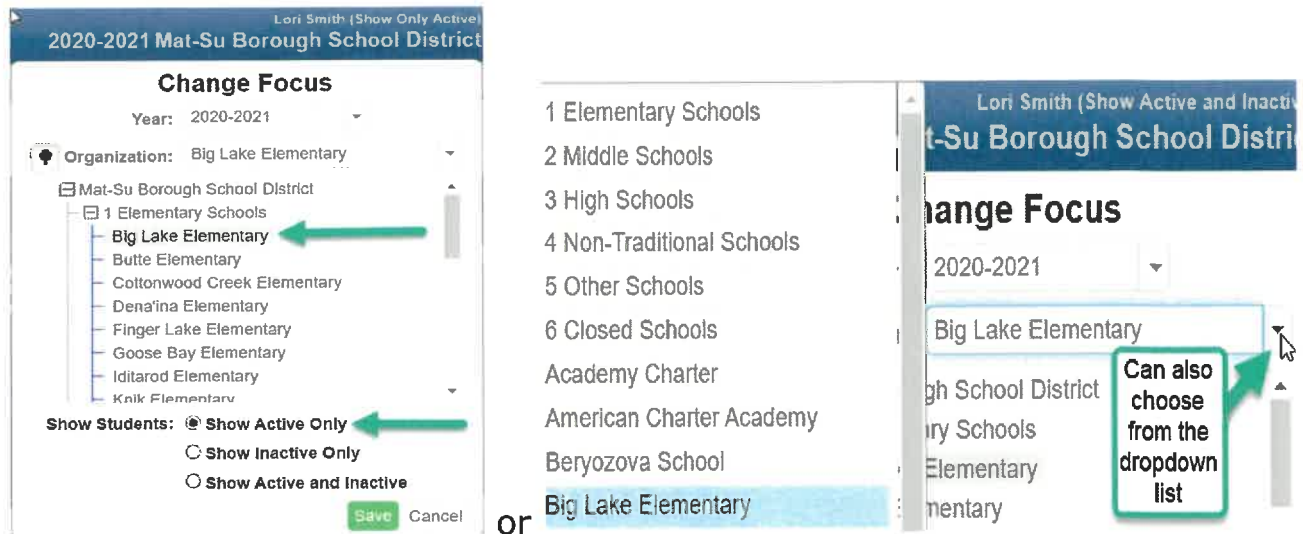 Lori Smith (Show Only Active)
2020-2021 Mat-Su Borough School District
Change Focus
Year: 2020-2021
Organization: Big Lake Elementary
Mat-Su Borough School District
1 Elementary Schools
Big Lake Elementary
Butte Elementary
Cottonwood Creek Elementary
Dena'ina Elementary
Finger Lake Elementary
Goose Bay Elementary
Iditarod Elementary
Knik Elementary
Show Students: Show Active Only
Show Inactive Only
Show Active and Inactive
Save Cancel
or
1 Elementary Schools
2 Middle Schools
3 High Schools
4 Non-Traditional Schools
5 Other Schools
6 Closed Schools
Academy Charter
American Charter Academy
Beryozova School
Big Lake Elementary
Lori Smith (Show Active and Inactiv
t-Su Borough School Distri
hange Focus
2020-2021
Big Lake Elementary
gh School District
ry Schools
Elementary
mentary
Can also
choose
from the
dropdown
list